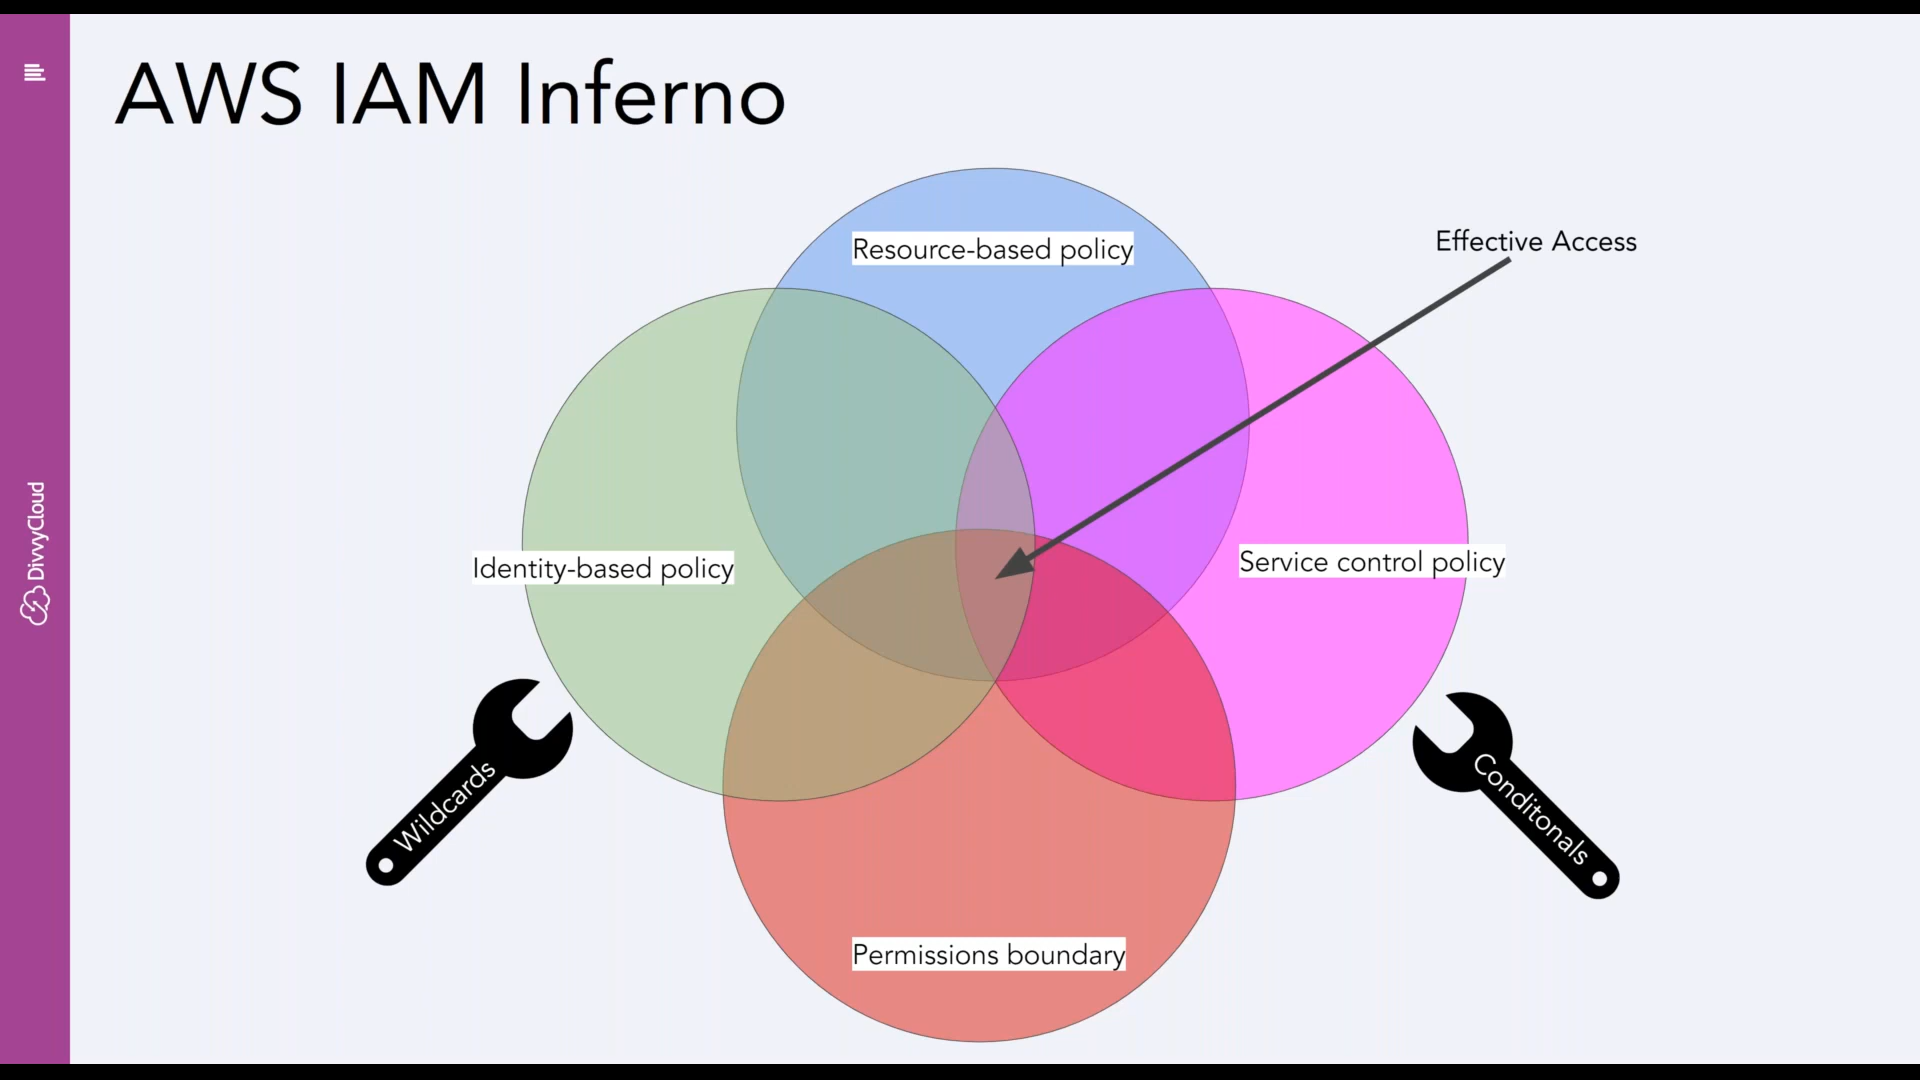 AWS IAM Inferno
Effective Access
Resource-based policy
Identity-based policy
Service control policy
DivvyCloud
Wildcards
Conditonals
Permissions boundary